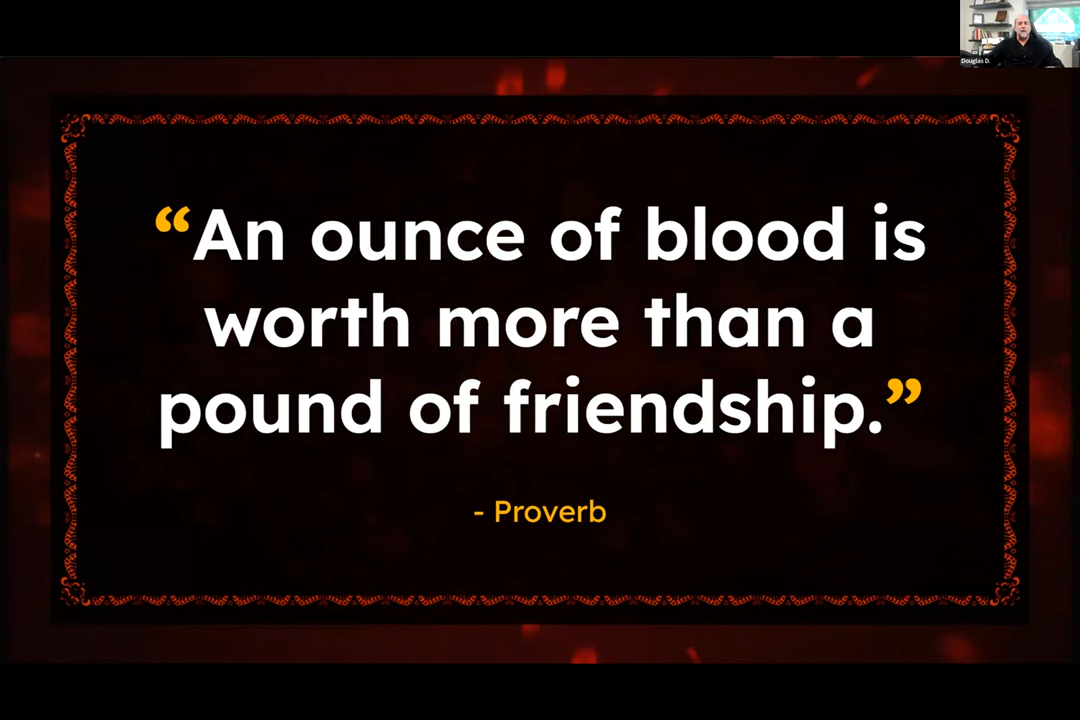 Douglas D.
“An ounce of blood is
worth more than a
pound of friendship.”
- Proverb